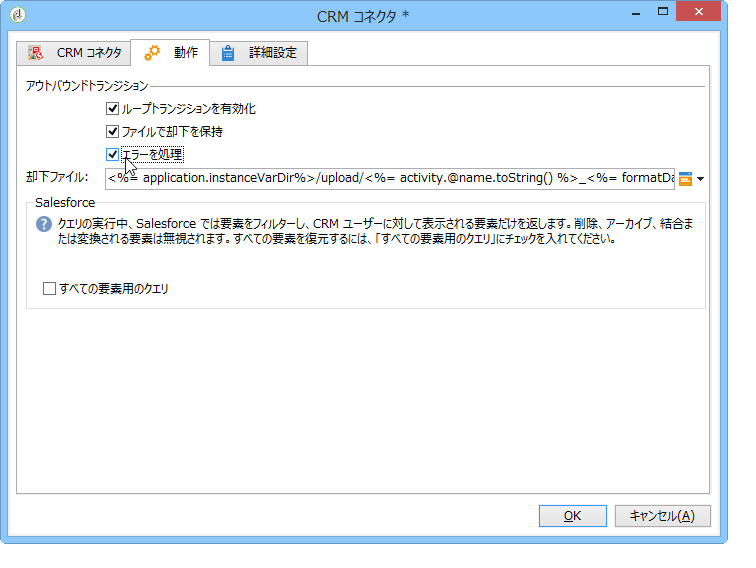 CRM コネクタ *
CRM コネクタ 動作 詳細設定
アウトバウンドトランジション
ループトランジションを有効化
ファイルで却下を保持
エラーを処理
却下ファイル: <%= application.instanceVarDir%>/upload/<%= activity.@name.toString() %>_<%= formatDa
Salesforce
クエリの実行中、Salesforce では要素をフィルターし、CRM ユーザーに対して表示される要素だけを返します。削除、アーカイブ、結合ま
たは変換される要素は無視されます。すべての要素を復元するには、「すべての要素用のクエリ」にチェックを入れてください。
すべての要素用のクエリ
OK キャンセル(A)